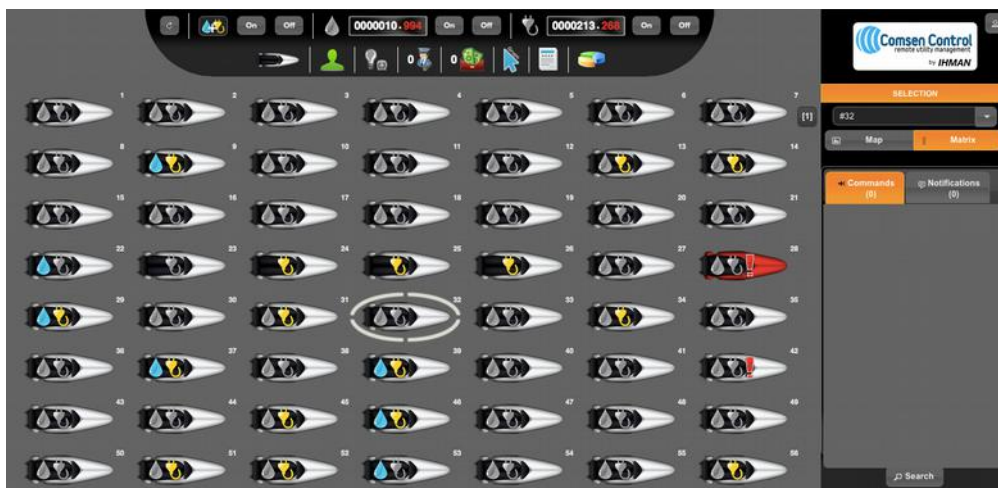 On Off 0000010.994 On Off 0000213.268 On Off
0 0
Comsen Control
remote utility management
by IHMAN
SELECTION
#32
Map Matrix
Commands
(0)
Notifications
(0)
1 2 3 4 5 6 7 [1]
8 9 10 11 12 13 14
15 16 17 18 19 20 21
22 23 24 25 26 27 28
29 30 31 32 33 34 35
36 37 38 39 40 41 42
43 44 45 46 47 48 49
50 51 52 53 54 55 56
Search